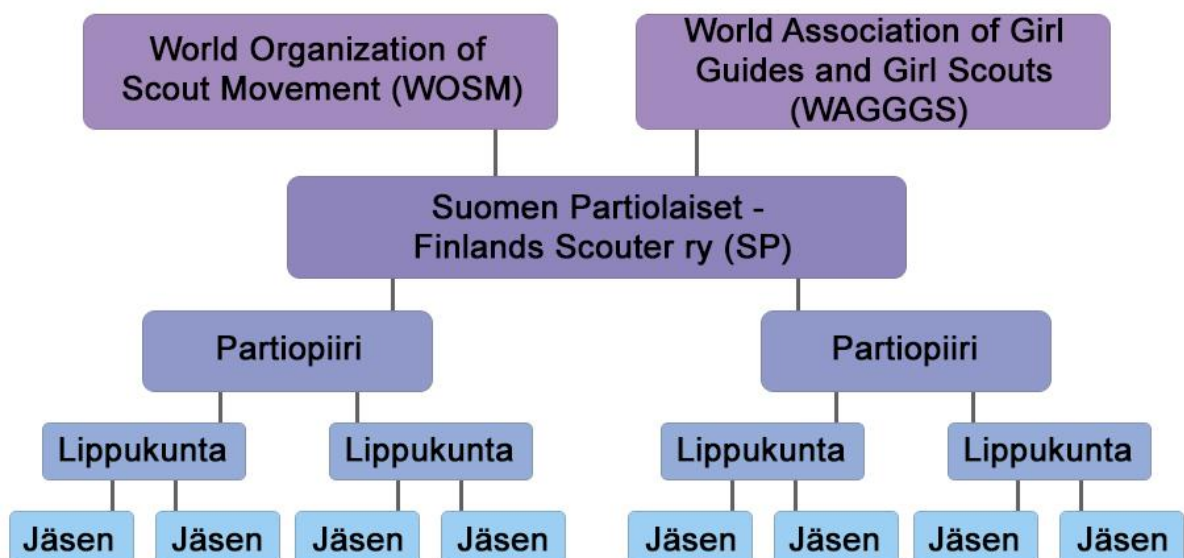 World Organization of
Scout Movement (WOSM)
World Association of Girl
Guides and Girl Scouts
(WAGGGS)
Suomen Partiolaiset -
Finlands Scouter ry (SP)
Partiopiiri
Partiopiiri
Lippukunta
Lippukunta
Lippukunta
Lippukunta
Jäsen
Jäsen
Jäsen
Jäsen
Jäsen
Jäsen
Jäsen
Jäsen